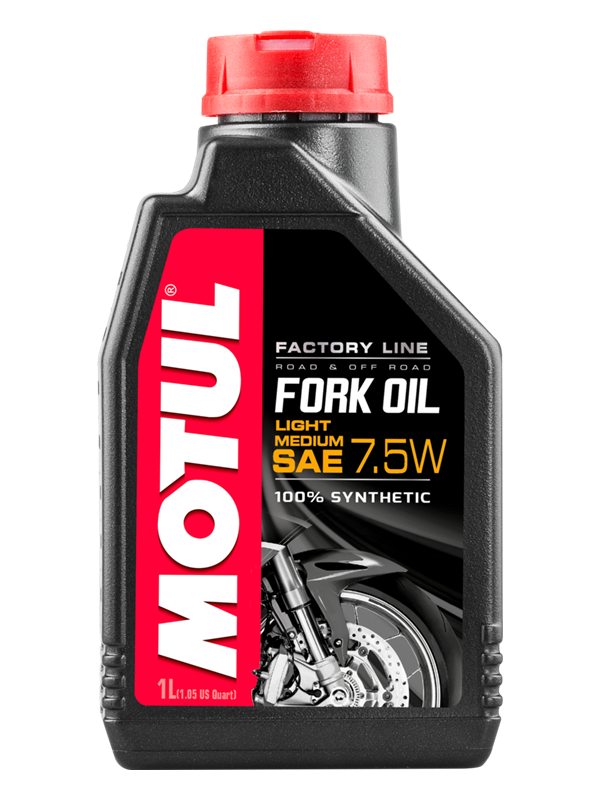 MOTUL®
FACTORY LINE
ROAD & OFF ROAD
FORK OIL
LIGHT
MEDIUM
SAE 7.5W
100% SYNTHETIC
1L(1.05 US Quart)